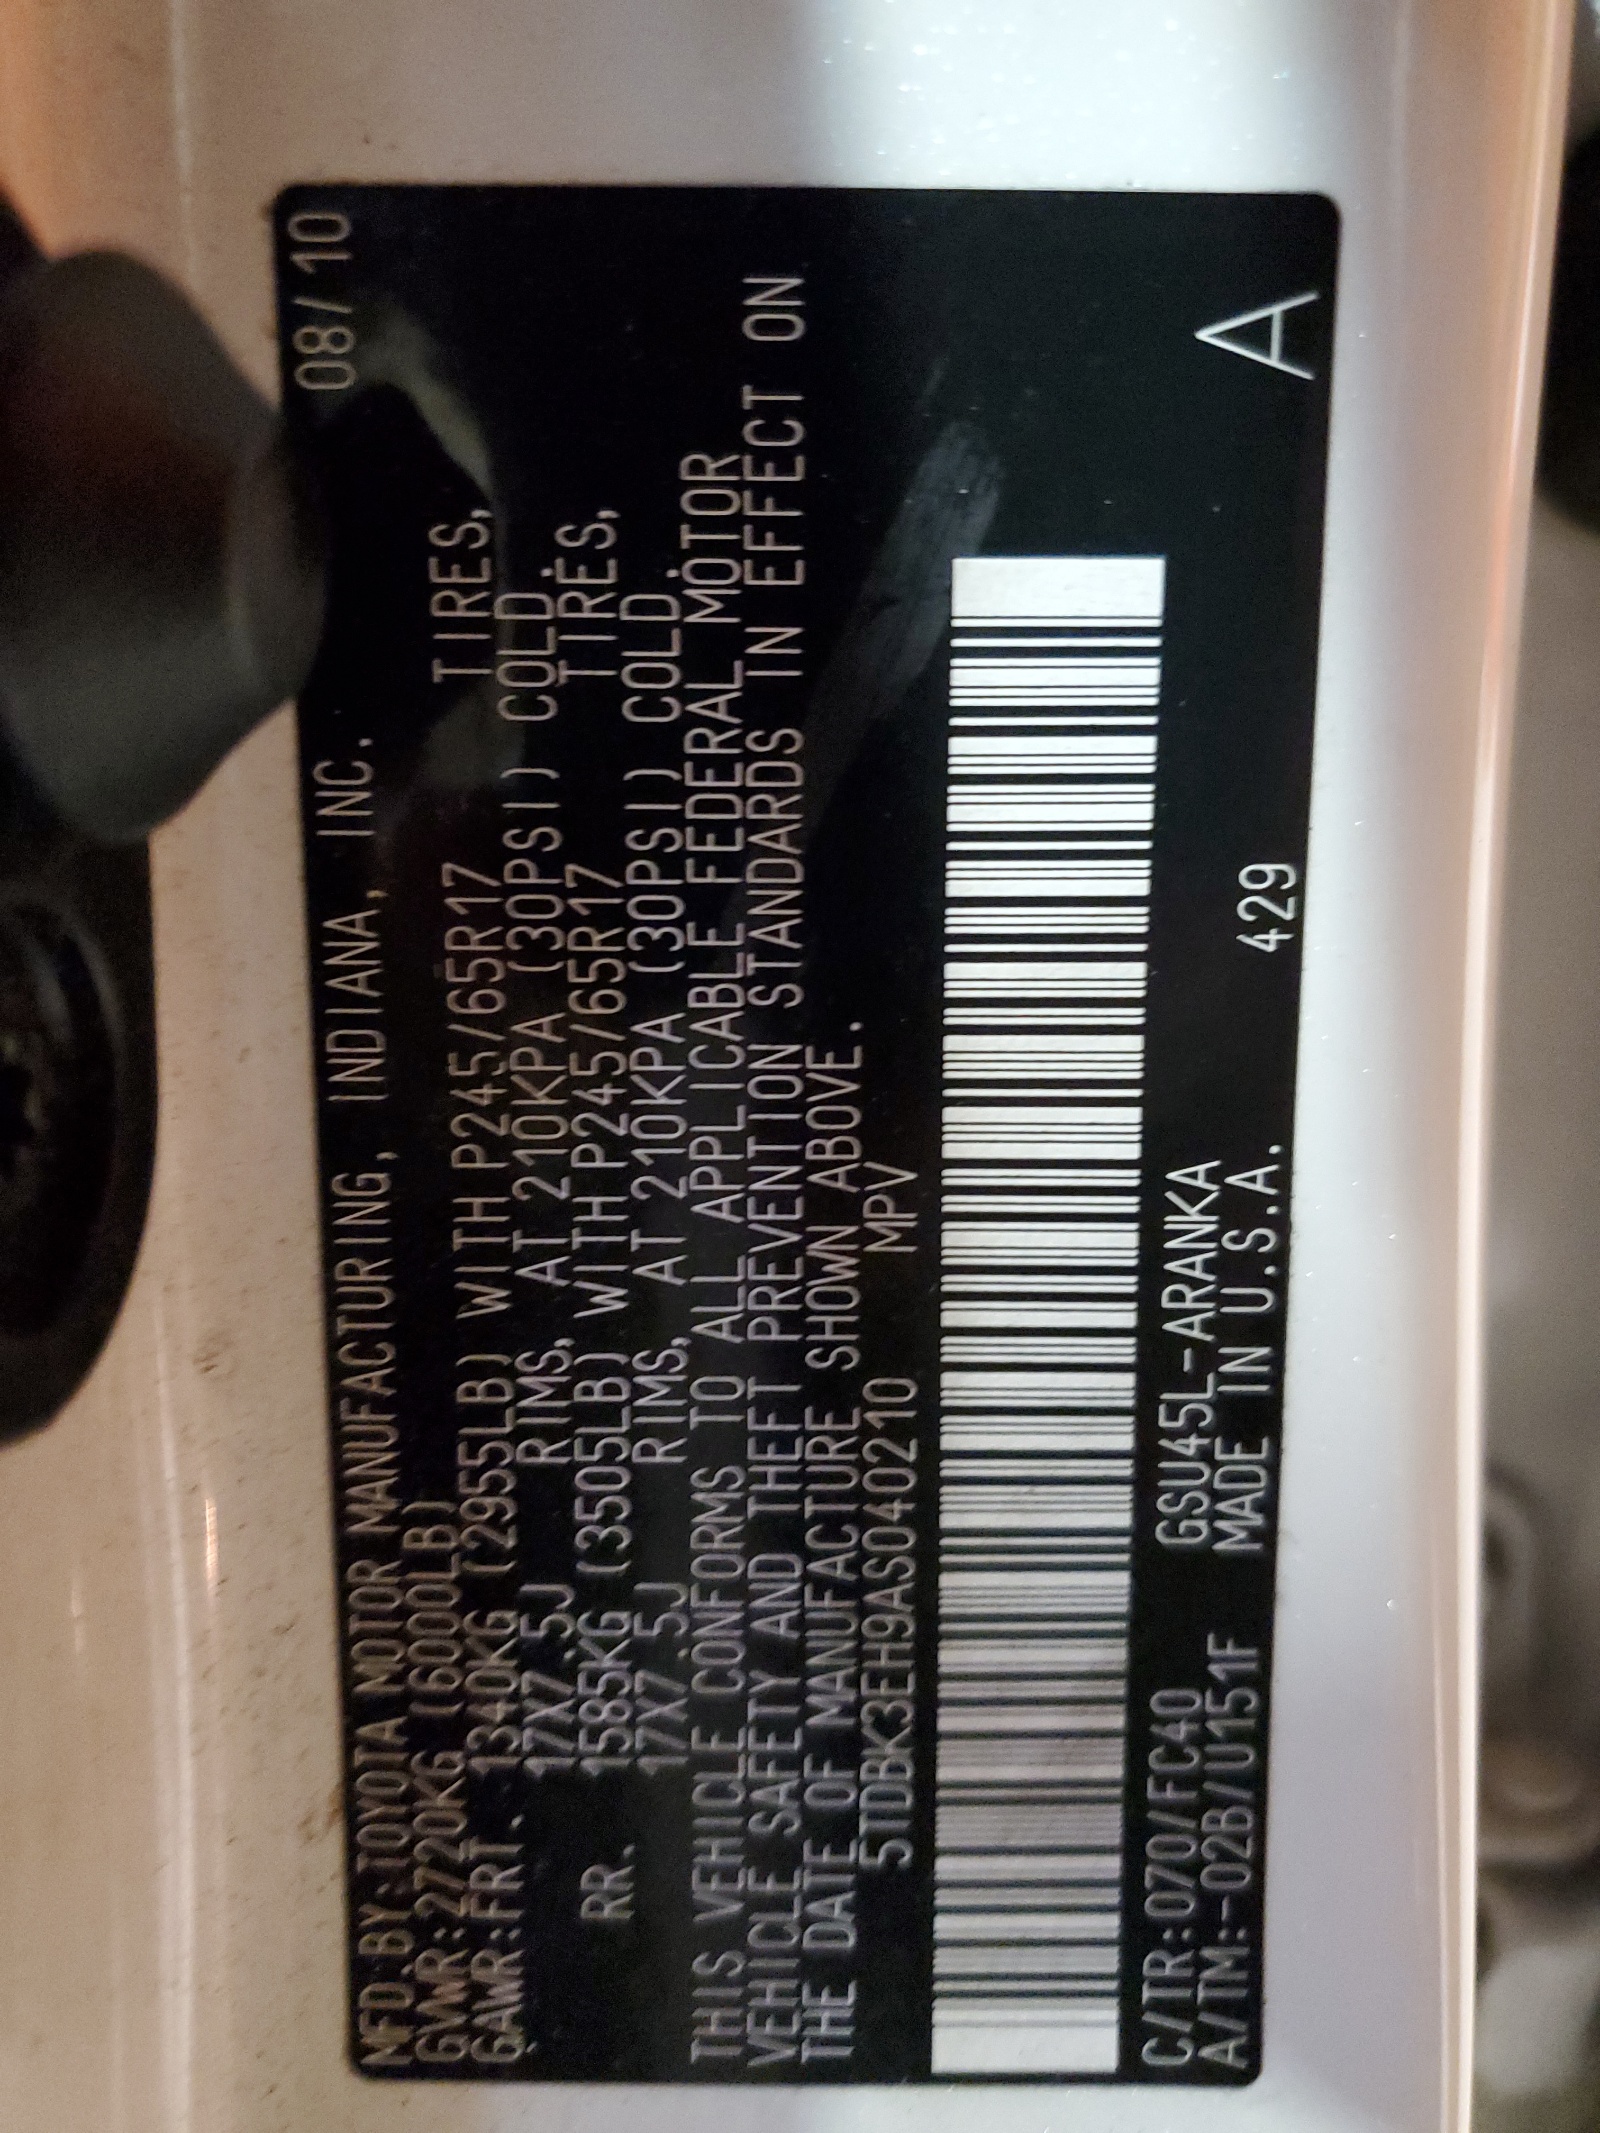 MFD.BY:TOYOTA MOTOR MANUFACTURING, INDIANA, INC. 08/10
GVWR:2720KG (6000LB)
GAWR:FRT. 1340KG (2955LB) WITH P245/65R17 TIRES,
17X7.5J RIMS, AT 210KPA (30PSI) COLD.
RR. 1585KG (3505LB) WITH P245/65R17 TIRES,
17X7.5J RIMS, AT 210KPA (30PSI) COLD.
THIS VEHICLE CONFORMS TO ALL APPLICABLE FEDERAL MOTOR
VEHICLE SAFETY AND THEFT PREVENTION STANDARDS IN EFFECT ON
THE DATE OF MANUFACTURE SHOWN ABOVE.
5TDBK3EH9AS040210 MPV
C/TR:070/FC40 GSU45L-ARANKA
A/TM:-02B/U151F MADE IN U.S.A. 429 A